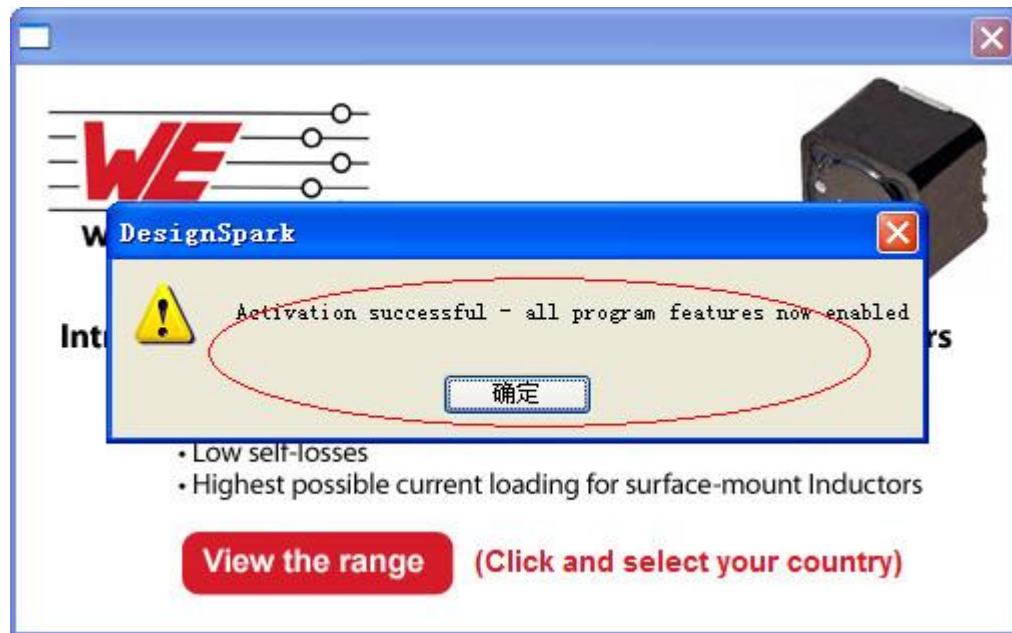 WE
W
DesignSpark
Activation successful - all program features now enabled
Int
rs
确定
• Low self-losses
• Highest possible current loading for surface-mount Inductors
View the range
(Click and select your country)